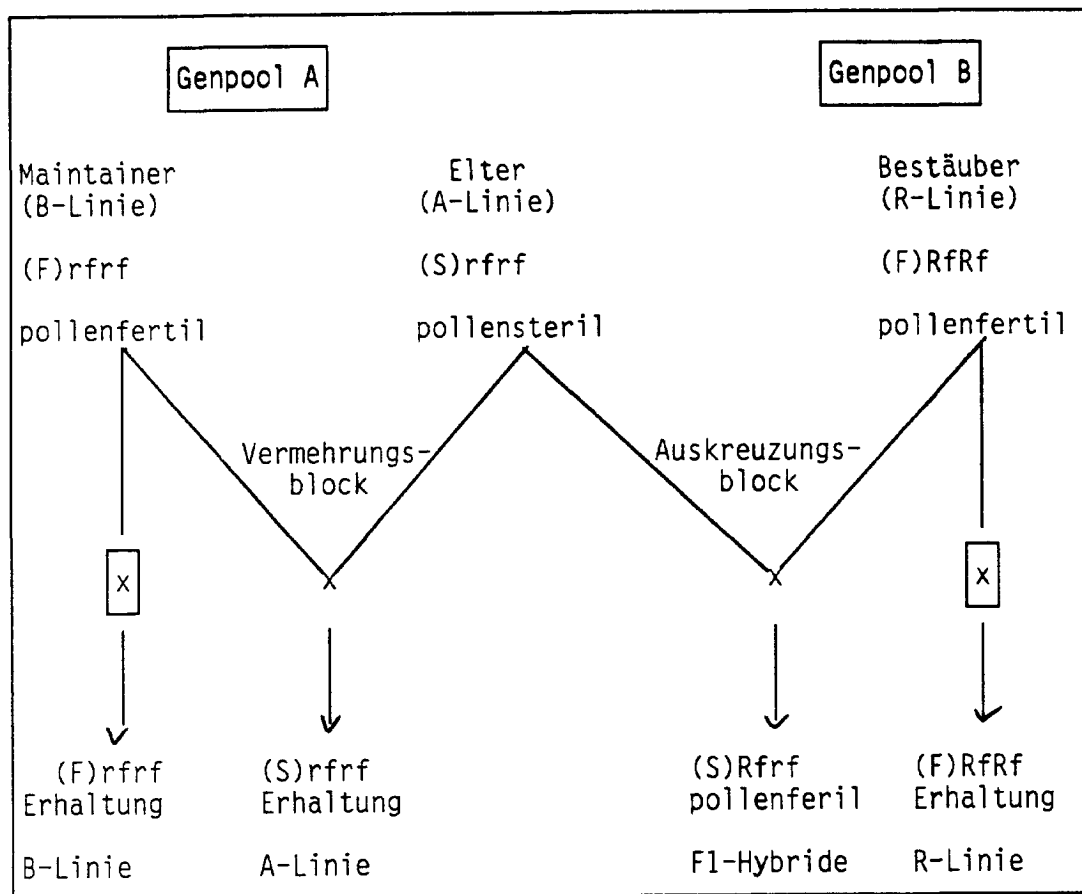 Genpool A
Genpool B
Maintainer
(B-Linie)
(F)rfrf
pollenfertil
Elter
(A-Linie)
(S)rfrf
pollensteril
Bestäuber
(R-Linie)
(F)RfRf
pollenfertil
Vermehrungs-
block
Auskreuzungs-
block
x
x
x
x
(F)rfrf
Erhaltung
B-Linie
(S)rfrf
Erhaltung
A-Linie
(S)Rfrf
pollenferil
F1-Hybride
(F)RfRf
Erhaltung
R-Linie